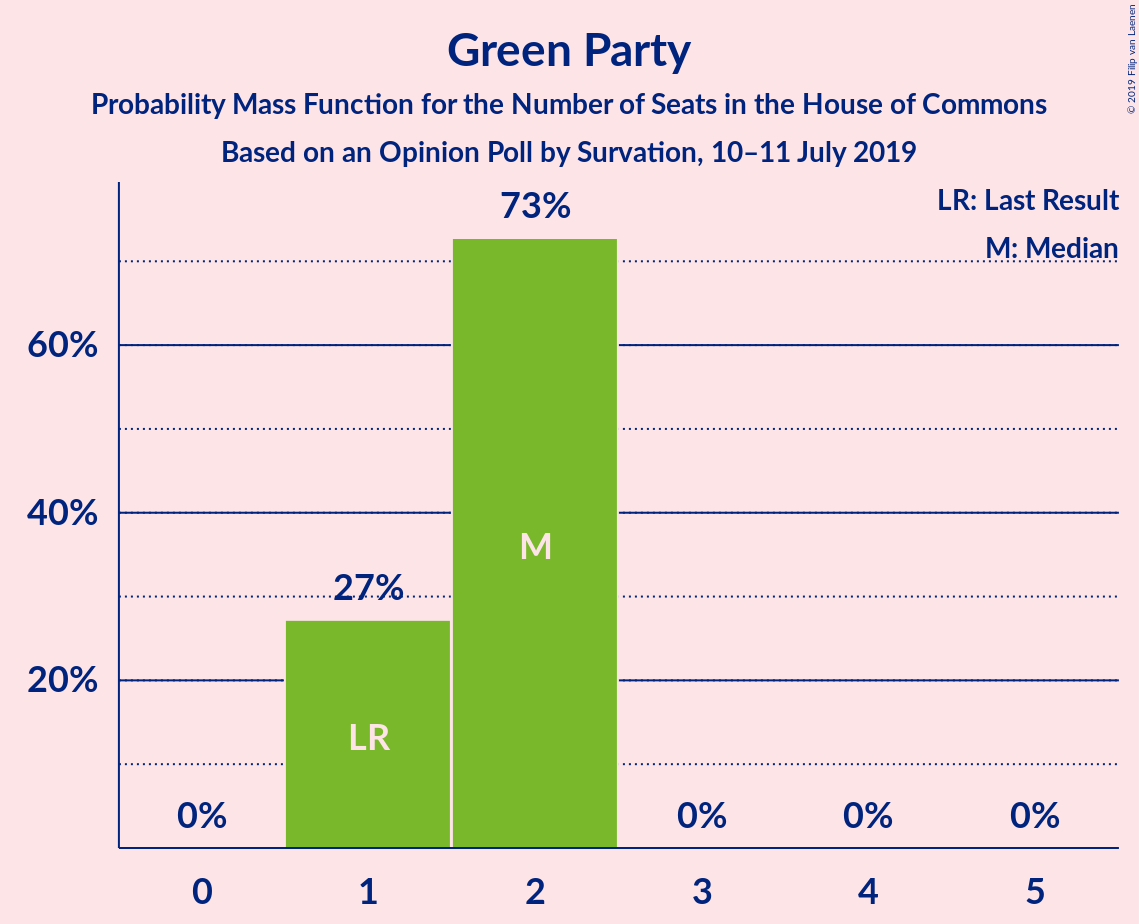 Green Party
Probability Mass Function for the Number of Seats in the House of Commons
Based on an Opinion Poll by Survation, 10–11 July 2019
© 2019 Filip van Laenen
LR: Last Result
M: Median
73%
60%
40%
20%
27%
M
LR
0%
0%
0%
0%
0
1
2
3
4
5